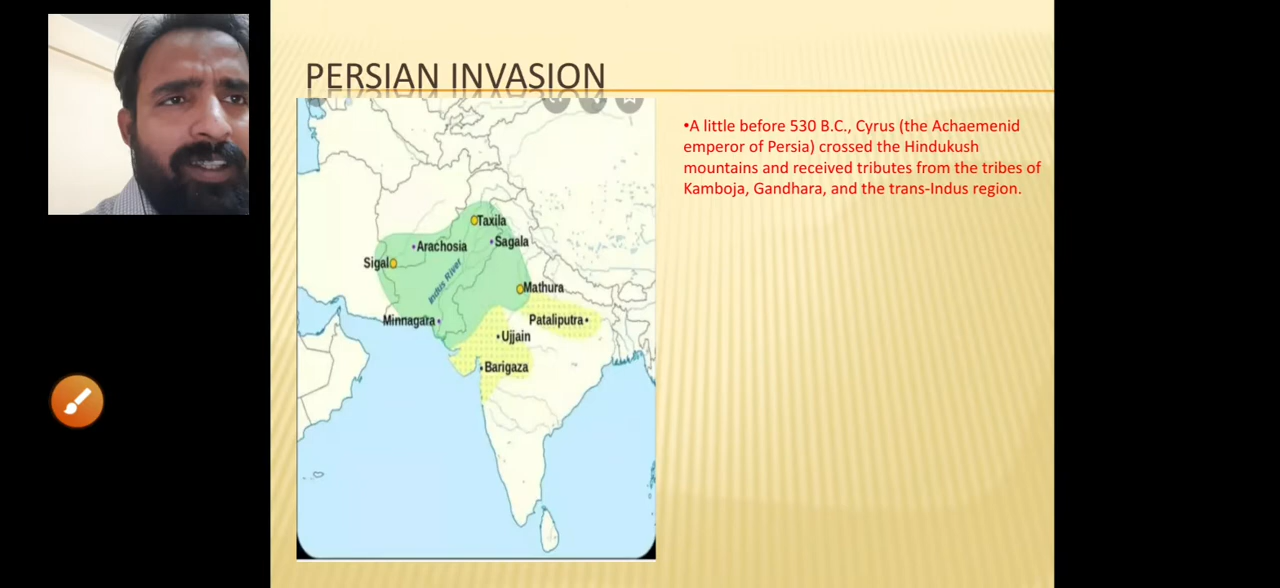 PERSIAN INVASION
•A little before 530 B.C., Cyrus (the Achaemenid
emperor of Persia) crossed the Hindukush
mountains and received tributes from the tribes of
Kamboja, Gandhara, and the trans-Indus region.
Taxila
Arachosia
Sagala
Sigal
Indus River
Mathura
Minnagara
Pataliputra
Ujjain
Barigaza